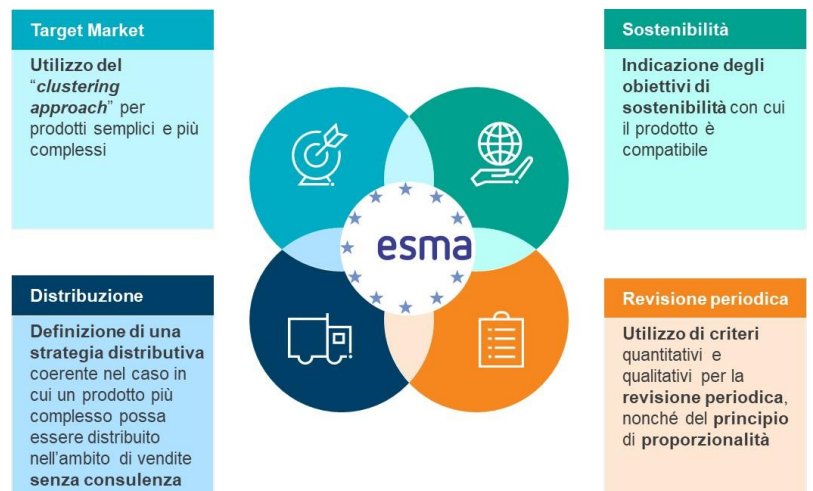 Target Market
Utilizzo del
“clustering
approach” per
prodotti semplici e più
complessi
Sostenibilità
Indicazione degli
obiettivi di
sostenibilità con cui
il prodotto è
compatibile
esma
Distribuzione
Definizione di una
strategia distributiva
coerente nel caso in
cui un prodotto più
complesso possa
essere distribuito
nell’ambito di vendite
senza consulenza
Revisione periodica
Utilizzo di criteri
quantitativi e
qualitativi per la
revisione periodica,
nonché del principio
di proporzionalità